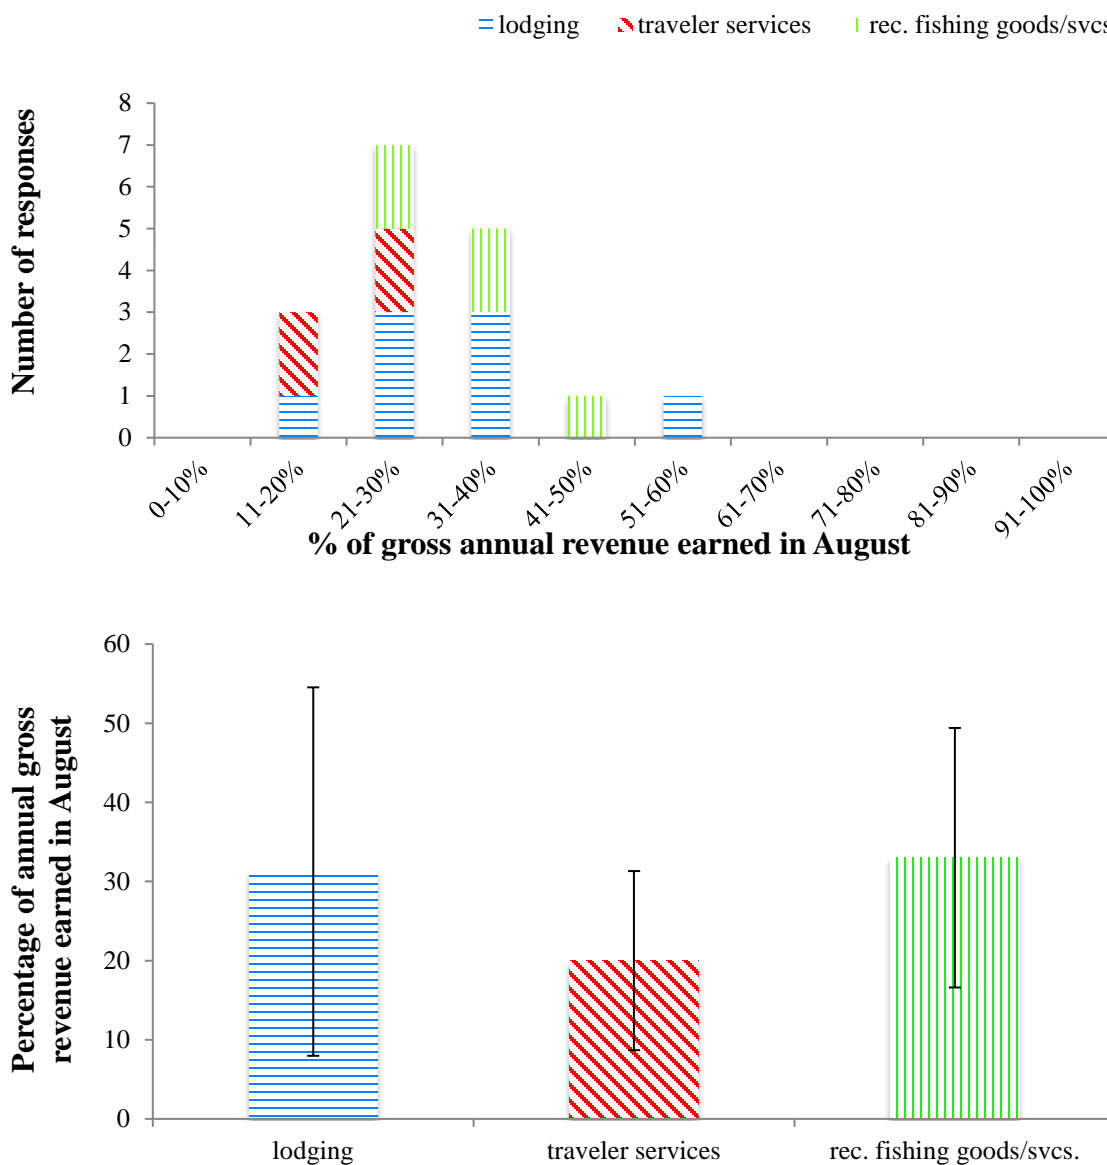 lodging traveler services rec. fishing goods/svcs
Number of responses
8
7
6
5
4
3
2
1
0
0-10% 11-20% 21-30% 31-40% 41-50% 51-60% 61-70% 71-80% 81-90% 91-100%
% of gross annual revenue earned in August
Percentage of annual gross
revenue earned in August
60
50
40
30
20
10
0
lodging traveler services rec. fishing goods/svcs.